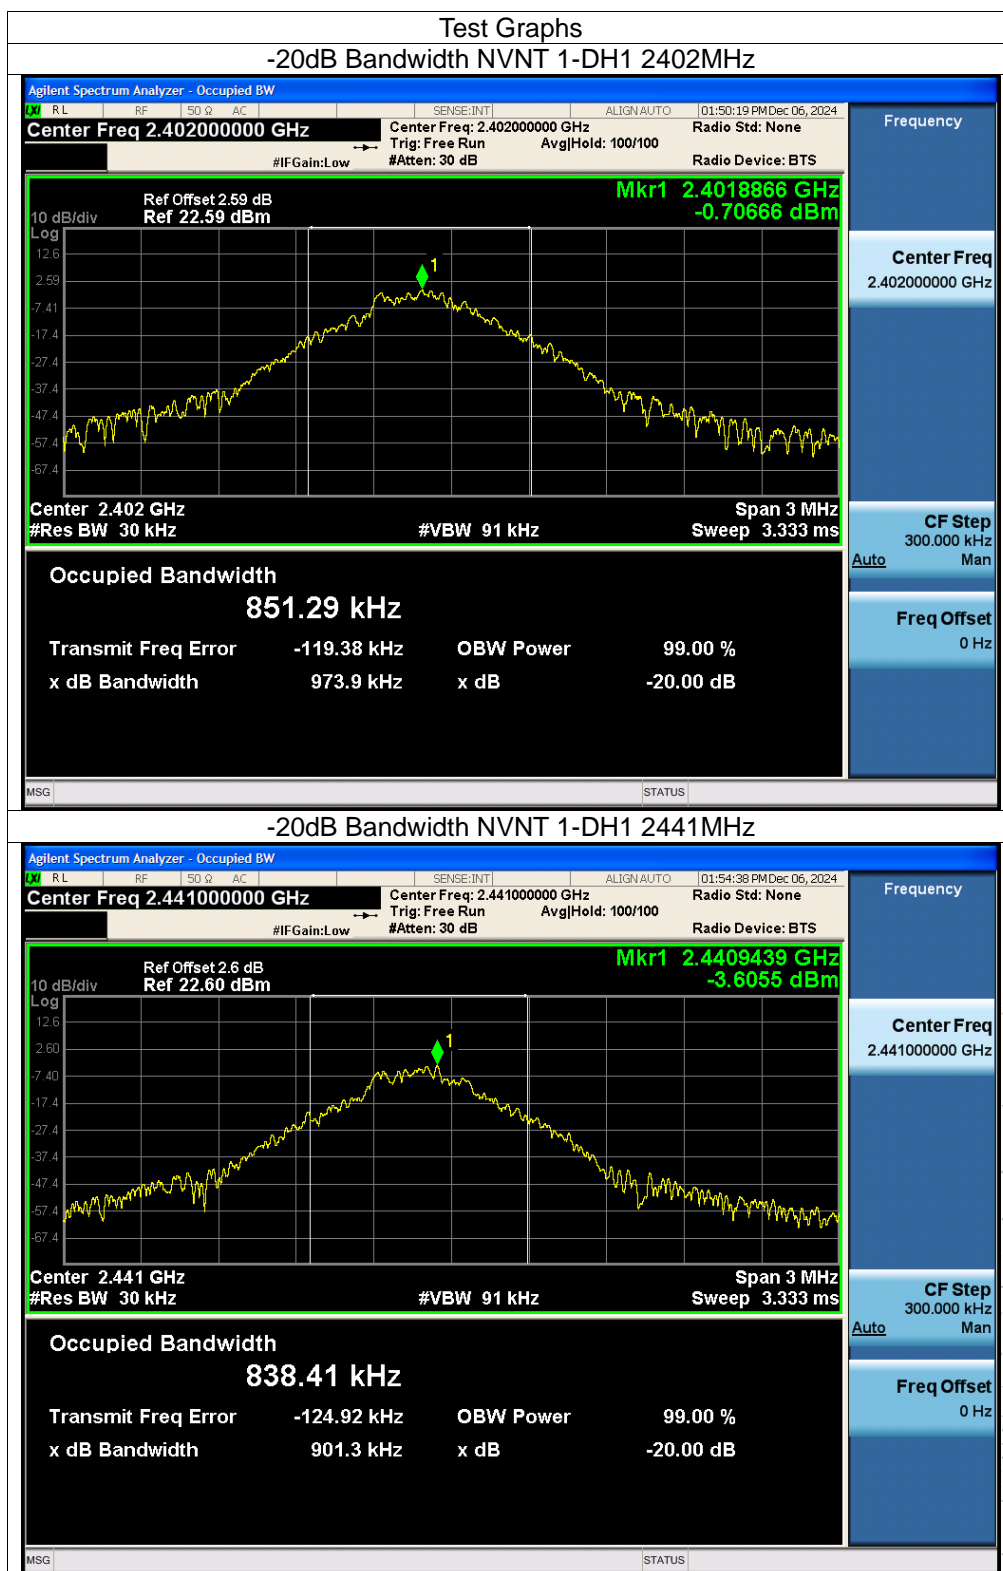 Test Graphs
-20dB Bandwidth NVNT 1-DH1 2402MHz
Agilent Spectrum Analyzer - Occupied BW
LXI RL RF 50 Ω AC SENSE:INT ALIGN AUTO 01:50:19 PM Dec 06, 2024
Center Freq 2.402000000 GHz
Center Freq: 2.402000000 GHz Radio Std: None
Trig: Free Run Avg|Hold: 100/100
#IFGain:Low #Atten: 30 dB Radio Device: BTS
Frequency
Mkr1 2.4018866 GHz
-0.70666 dBm
Ref Offset 2.59 dB
10 dB/div Ref 22.59 dBm
Log
12.6
2.59
-7.41
-17.4
-27.4
-37.4
-47.4
-57.4
-67.4
1
Center 2.402 GHz Span 3 MHz
#Res BW 30 kHz #VBW 91 kHz Sweep 3.333 ms
Center Freq
2.402000000 GHz
CF Step
300.000 kHz
Auto Man
Freq Offset
0 Hz
Occupied Bandwidth
851.29 kHz
Transmit Freq Error -119.38 kHz OBW Power 99.00 %
x dB Bandwidth 973.9 kHz x dB -20.00 dB
MSG STATUS
-20dB Bandwidth NVNT 1-DH1 2441MHz
Agilent Spectrum Analyzer - Occupied BW
LXI RL RF 50 Ω AC SENSE:INT ALIGN AUTO 01:54:38 PM Dec 06, 2024
Center Freq 2.441000000 GHz
Center Freq: 2.441000000 GHz Radio Std: None
Trig: Free Run Avg|Hold: 100/100
#IFGain:Low #Atten: 30 dB Radio Device: BTS
Frequency
Mkr1 2.4409439 GHz
-3.6055 dBm
Ref Offset 2.6 dB
10 dB/div Ref 22.60 dBm
Log
12.6
2.60
-7.40
-17.4
-27.4
-37.4
-47.4
-57.4
-67.4
1
Center 2.441 GHz Span 3 MHz
#Res BW 30 kHz #VBW 91 kHz Sweep 3.333 ms
Center Freq
2.441000000 GHz
CF Step
300.000 kHz
Auto Man
Freq Offset
0 Hz
Occupied Bandwidth
838.41 kHz
Transmit Freq Error -124.92 kHz OBW Power 99.00 %
x dB Bandwidth 901.3 kHz x dB -20.00 dB
MSG STATUS